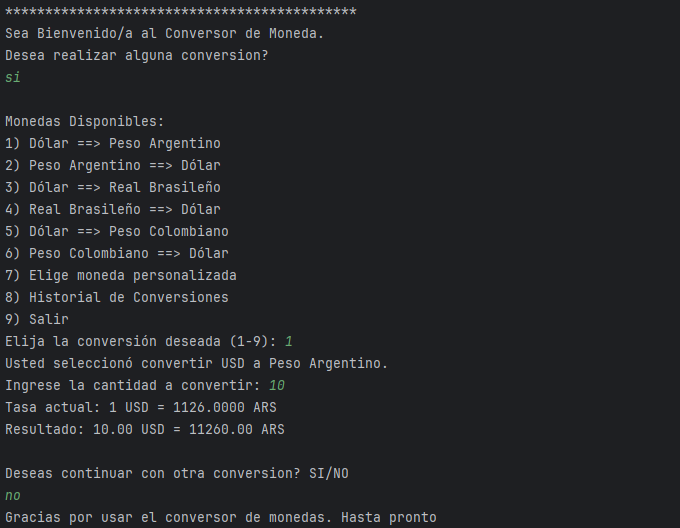 ********************************************
Sea Bienvenido/a al Conversor de Moneda.
Desea realizar alguna conversion?
si
Monedas Disponibles:
1) Dólar ==> Peso Argentino
2) Peso Argentino ==> Dólar
3) Dólar ==> Real Brasileño
4) Real Brasileño ==> Dólar
5) Dólar ==> Peso Colombiano
6) Peso Colombiano ==> Dólar
7) Elige moneda personalizada
8) Historial de Conversiones
9) Salir
Elija la conversión deseada (1-9): 1
Usted seleccionó convertir USD a Peso Argentino.
Ingrese la cantidad a convertir: 10
Tasa actual: 1 USD = 1126.0000 ARS
Resultado: 10.00 USD = 11260.00 ARS
Deseas continuar con otra conversion? SI/NO
no
Gracias por usar el conversor de monedas. Hasta pronto